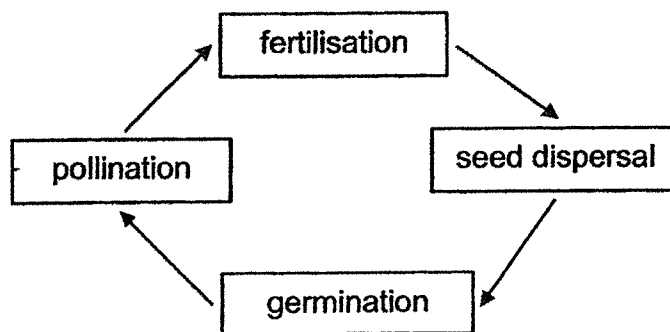 fertilisation
pollination
seed dispersal
germination